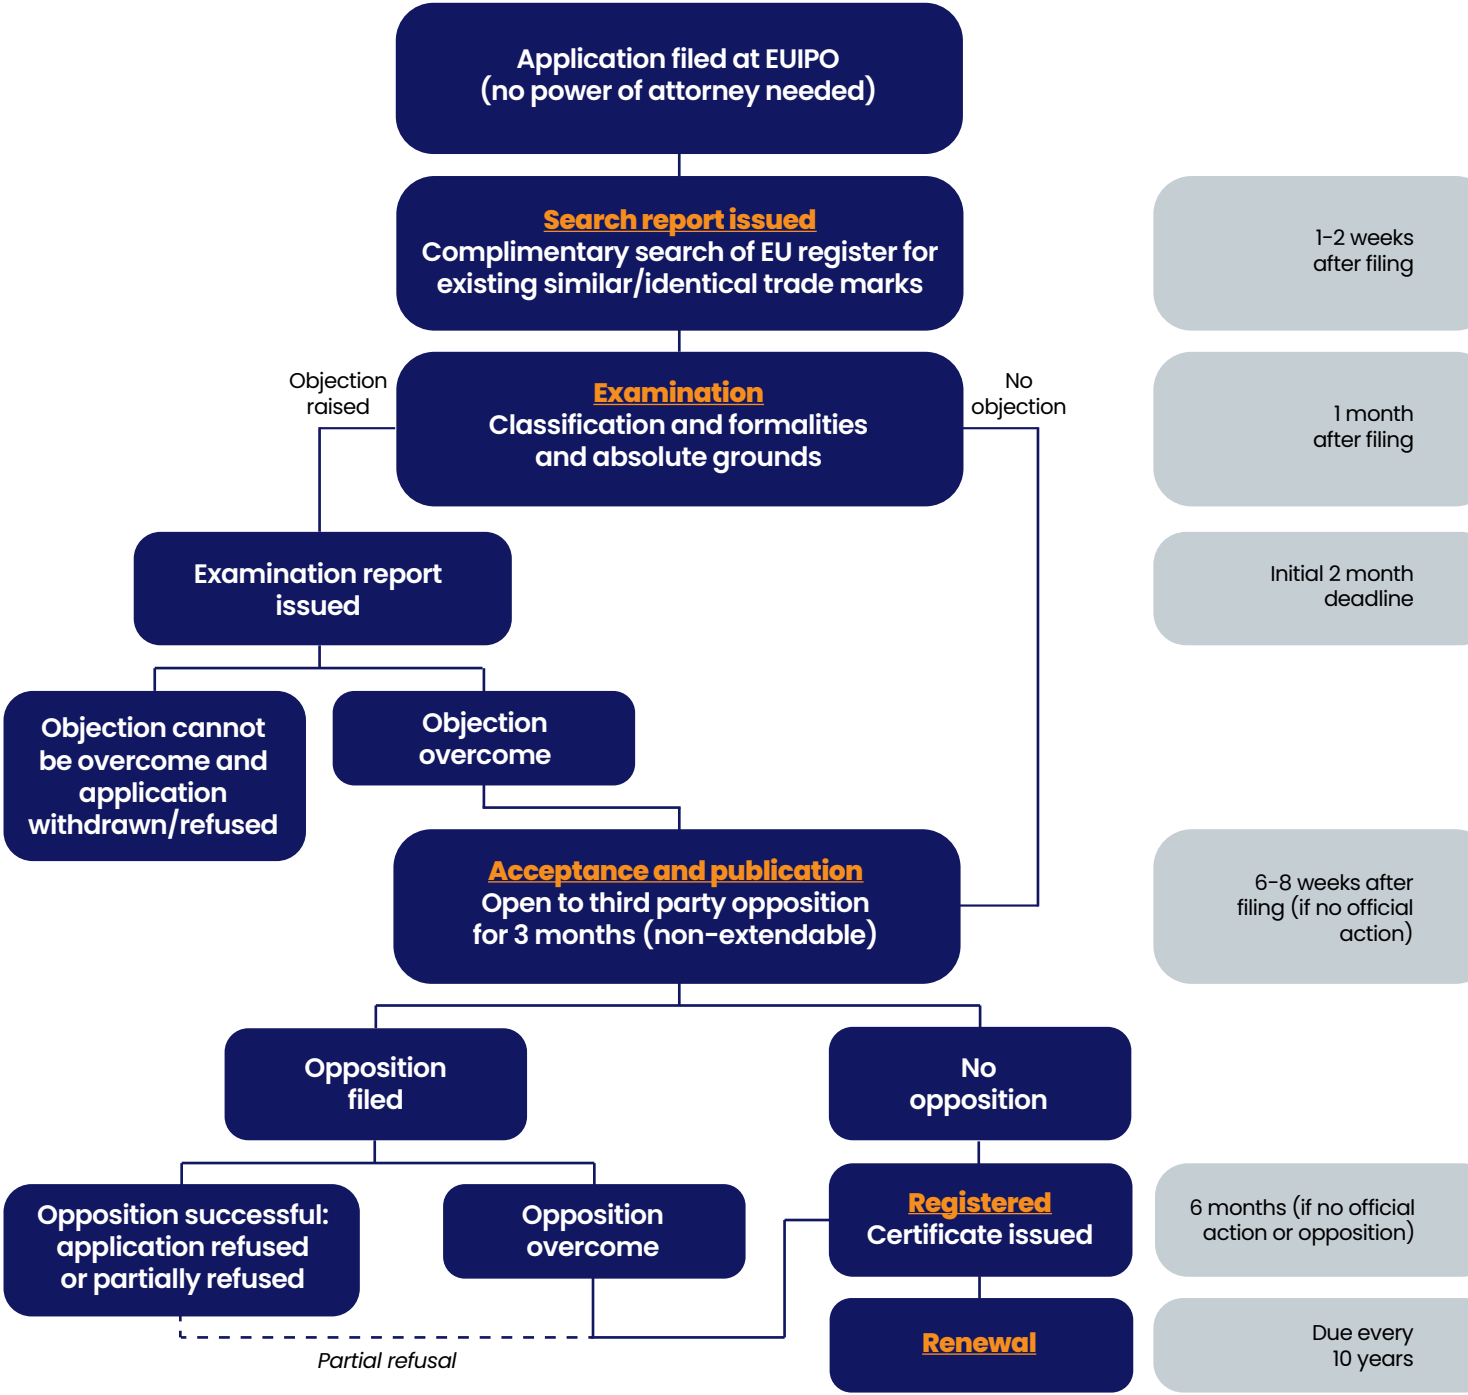 Application filed at EUIPO
(no power of attorney needed)
Search report issued
Complimentary search of EU register for
existing similar/identical trade marks
1-2 weeks
after filing
Objection
raised
Examination
Classification and formalities
and absolute grounds
No
objection
1 month
after filing
Examination report
issued
Initial 2 month
deadline
Objection cannot
be overcome and
application
withdrawn/refused
Objection
overcome
Acceptance and publication
Open to third party opposition
for 3 months (non-extendable)
6-8 weeks after
filing (if no official
action)
Opposition
filed
No
opposition
Opposition successful:
application refused
or partially refused
Opposition
overcome
Registered
Certificate issued
6 months (if no official
action or opposition)
Partial refusal
Renewal
Due every
10 years